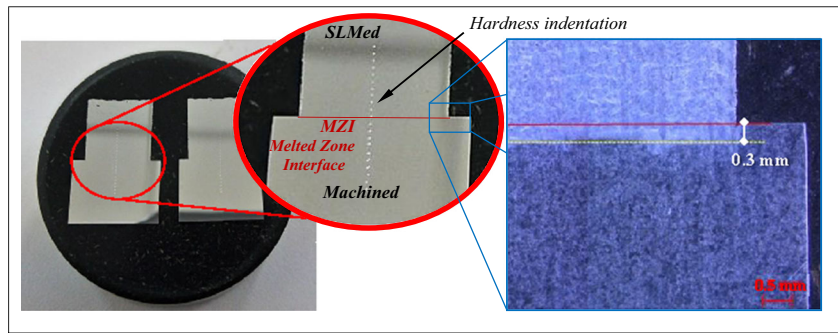 SLMed
Hardness indentation
MZI
Melted Zone
Interface
Machined
0.3 mm
0.5 mm